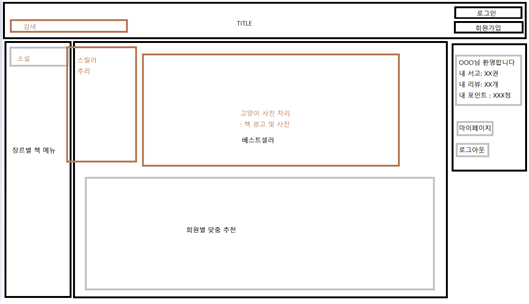 검색
TITLE
로그인
회원가입
소설
스릴러
추리
장르별 책 메뉴
고양이 사진 자리
: 책 광고 및 사진
베스트셀러
회원별 맞춤 추천
OOO님 환영합니다
내 서고: XX권
내 리뷰: XX개
내 포인트 : XXX점
마이페이지
로그아웃